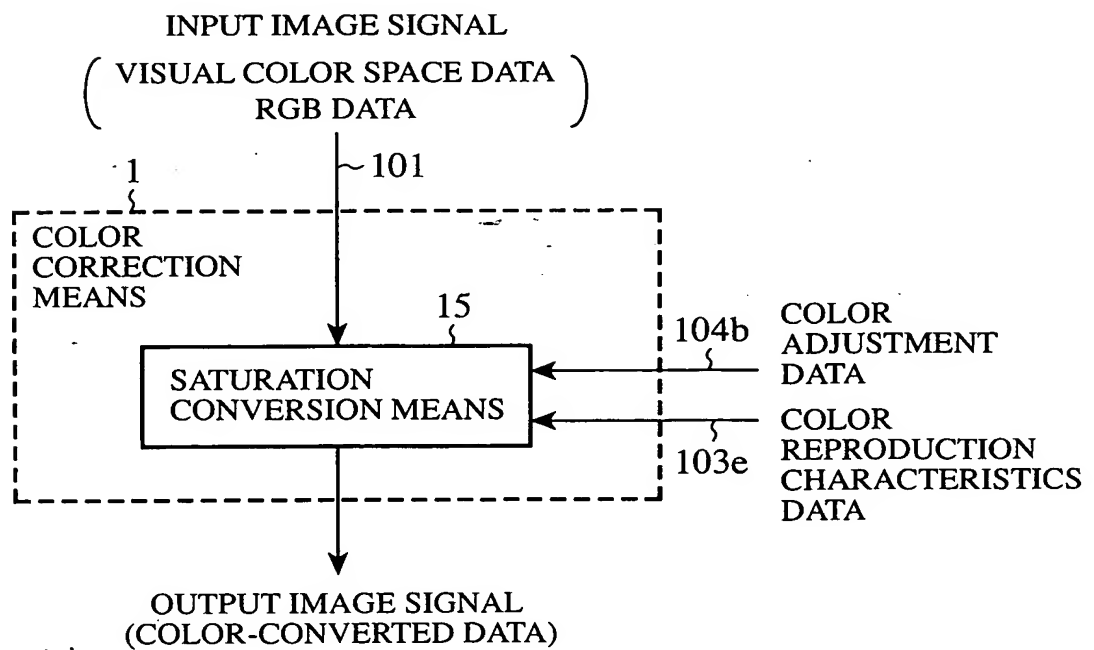 INPUT IMAGE SIGNAL
VISUAL COLOR SPACE DATA
RGB DATA
101
1
COLOR
CORRECTION
MEANS
15
SATURATION
CONVERSION MEANS
104b
COLOR
ADJUSTMENT
DATA
103e
COLOR
REPRODUCTION
CHARACTERISTICS
DATA
OUTPUT IMAGE SIGNAL
(COLOR-CONVERTED DATA)